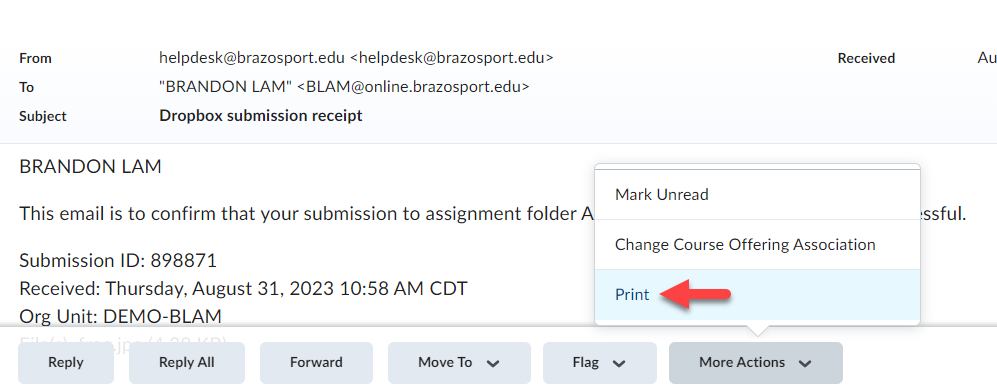 From helpdesk@brazosport.edu <helpdesk@brazosport.edu> Received Au
To "BRANDON LAM" <BLAM@online.brazosport.edu>
Subject Dropbox submission receipt
BRANDON LAM
This email is to confirm that your submission to assignment folder A
Mark Unread
Change Course Offering Association
Print
Submission ID: 898871
Received: Thursday, August 31, 2023 10:58 AM CDT
Org Unit: DEMO-BLAM
Reply Reply All Forward Move To Flag More Actions